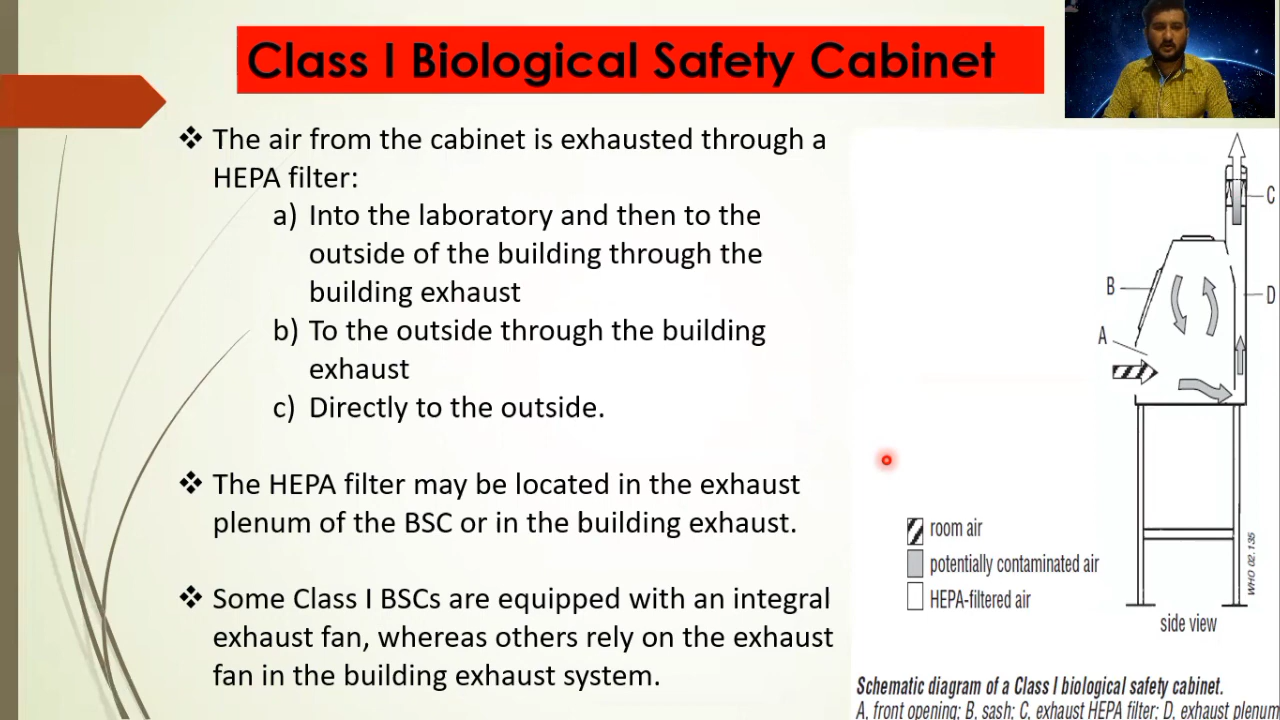 Class I Biological Safety Cabinet
❖ The air from the cabinet is exhausted through a
HEPA filter:
a) Into the laboratory and then to the
outside of the building through the
building exhaust
b) To the outside through the building
exhaust
c) Directly to the outside.
❖ The HEPA filter may be located in the exhaust
plenum of the BSC or in the building exhaust.
❖ Some Class I BSCs are equipped with an integral
exhaust fan, whereas others rely on the exhaust
fan in the building exhaust system.
C
B
D
A
room air
potentially contaminated air
HEPA-filtered air
WHO 02.135
side view
Schematic diagram of a Class I biological safety cabinet.
A, front opening; B, sash; C, exhaust HEPA filter; D, exhaust plenum